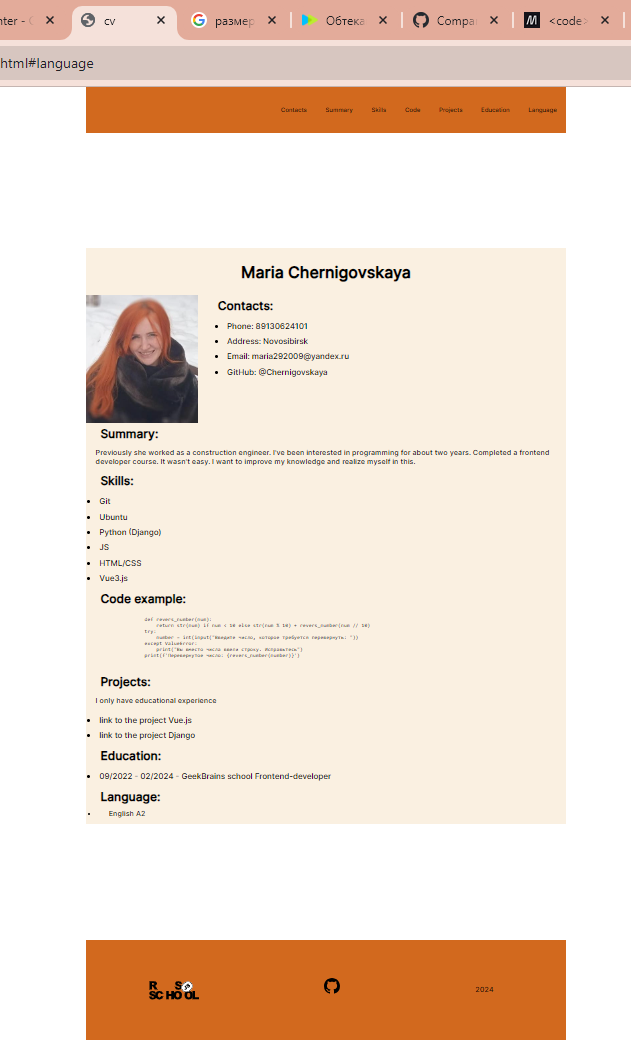 nter - G
cv
размер
Обтека
Compa
<code>
html#language
Contacts Summary Skills Code Projects Education Language
Maria Chernigovskaya
Contacts:
Phone: 89130624101
Address: Novosibirsk
Email: maria292009@yandex.ru
GitHub: @Chernigovskaya
Summary:
Previously she worked as a construction engineer. I've been interested in programming for about two years. Completed a frontend
developer course. It wasn't easy. I want to improve my knowledge and realize myself in this.
Skills:
Git
Ubuntu
Python (Django)
JS
HTML/CSS
Vue3.js
Code example:
def revers_number(num):
return str(num) if num < 10 else str(num % 10) + revers_number(num // 10)
try:
number = int(input("Введите число, которое требуется перевернуть: "))
except ValueError:
print("Вы вместо числа ввели строку. Исправьтесь")
print(f'Перевернутое число: {revers_number(number)}')
Projects:
I only have educational experience
link to the project Vue.js
link to the project Django
Education:
09/2022 - 02/2024 - GeekBrains school Frontend-developer
Language:
English A2
RS
SCHOOL
2024